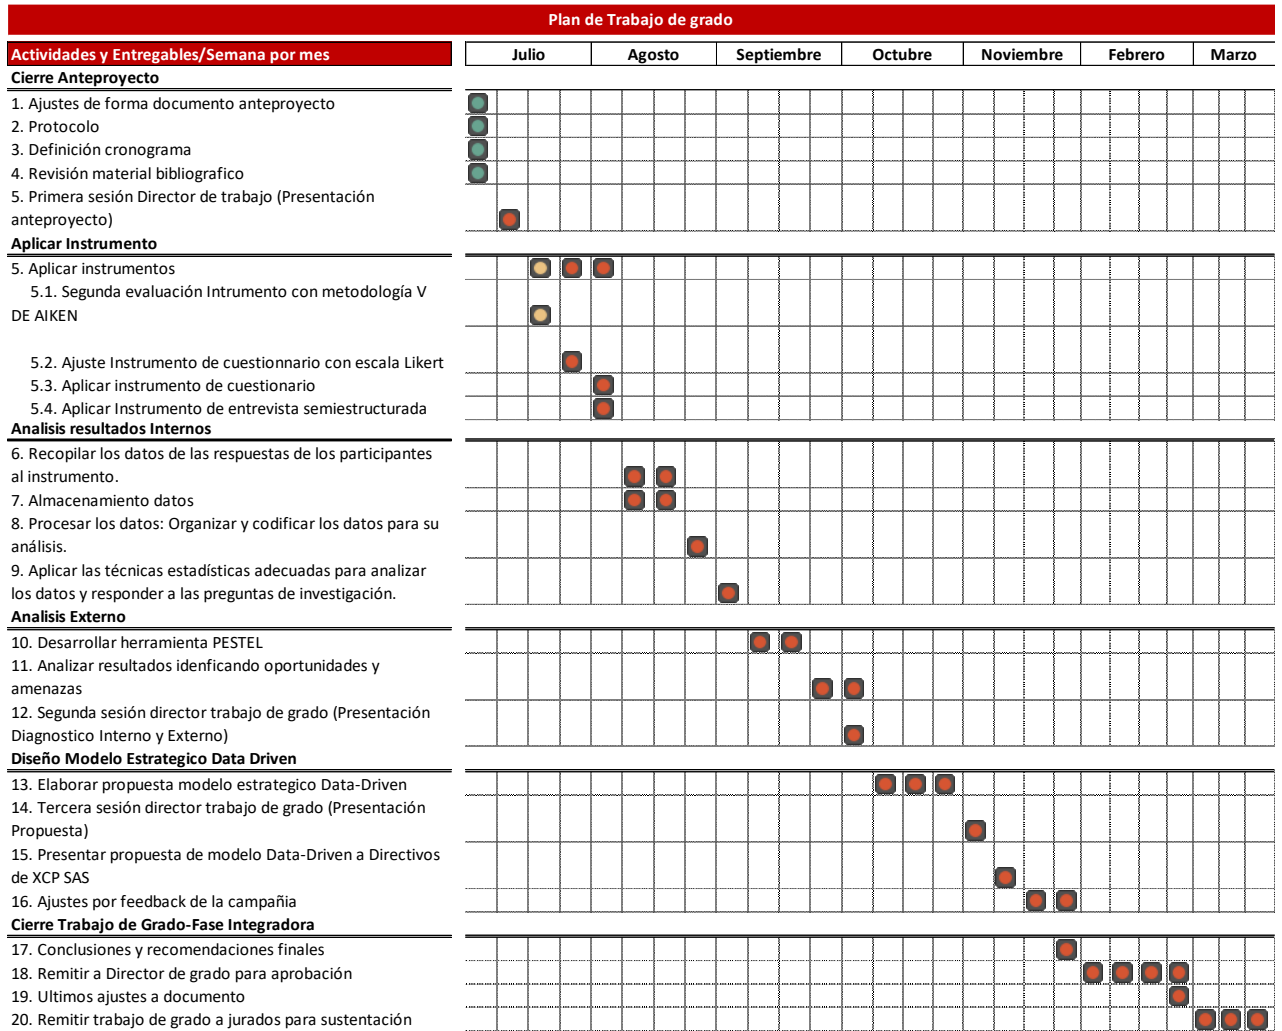 Plan de Trabajo de grado
Actividades y Entregables/Semana por mes
Julio
Agosto
Septiembre
Octubre
Noviembre
Febrero
Marzo
Cierre Anteproyecto
1. Ajustes de forma documento anteproyecto
2. Protocolo
3. Definición cronograma
4. Revisión material bibliografico
5. Primera sesión Director de trabajo (Presentación
anteproyecto)
Aplicar Instrumento
5. Aplicar instrumentos
5.1. Segunda evaluación Intrumento con metodología V
DE AIKEN
5.2. Ajuste Instrumento de cuestionnario con escala Likert
5.3. Aplicar instrumento de cuestionario
5.4. Aplicar Instrumento de entrevista semiestructurada
Analisis resultados Internos
6. Recopilar los datos de las respuestas de los participantes
al instrumento.
7. Almacenamiento datos
8. Procesar los datos: Organizar y codificar los datos para su
análisis.
9. Aplicar las técnicas estadísticas adecuadas para analizar
los datos y responder a las preguntas de investigación.
Analisis Externo
10. Desarrollar herramienta PESTEL
11. Analizar resultados idenficando oportunidades y
amenazas
12. Segunda sesión director trabajo de grado (Presentación
Diagnostico Interno y Externo)
Diseño Modelo Estrategico Data Driven
13. Elaborar propuesta modelo estrategico Data-Driven
14. Tercera sesión director trabajo de grado (Presentación
Propuesta)
15. Presentar propuesta de modelo Data-Driven a Directivos
de XCP SAS
16. Ajustes por feedback de la campañia
Cierre Trabajo de Grado-Fase Integradora
17. Conclusiones y recomendaciones finales
18. Remitir a Director de grado para aprobación
19. Ultimos ajustes a documento
20. Remitir trabajo de grado a jurados para sustentación